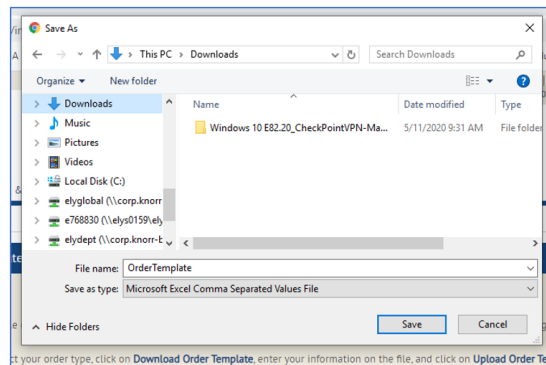 Save As
This PC > Downloads
Search Downloads
Organize
New folder
Name
Date modified
Type
Downloads
Music
Pictures
Videos
Local Disk (C:)
elyglobal (\\corp.knorr
e768830 (\\elys0159\ely
elydept (\\corp.knorr-b
Windows 10 E82.20_CheckPointVPN-Ma...
5/11/2020 9:31 AM
File folder
File name:
OrderTemplate
Save as type:
Microsoft Excel Comma Separated Values File
Hide Folders
Save
Cancel
ct your order type, click on Download Order Template, enter your information on the file, and click on Upload Order Te